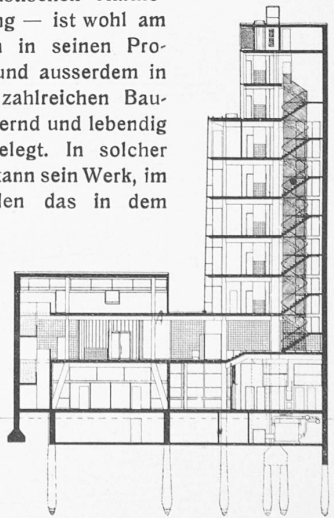 ng — ist wohl am
in seinen Pro-
und ausserdem in
zahlreichen Bau-
ernd und lebendig
elegt. In solcher
kann sein Werk, im
den das in dem